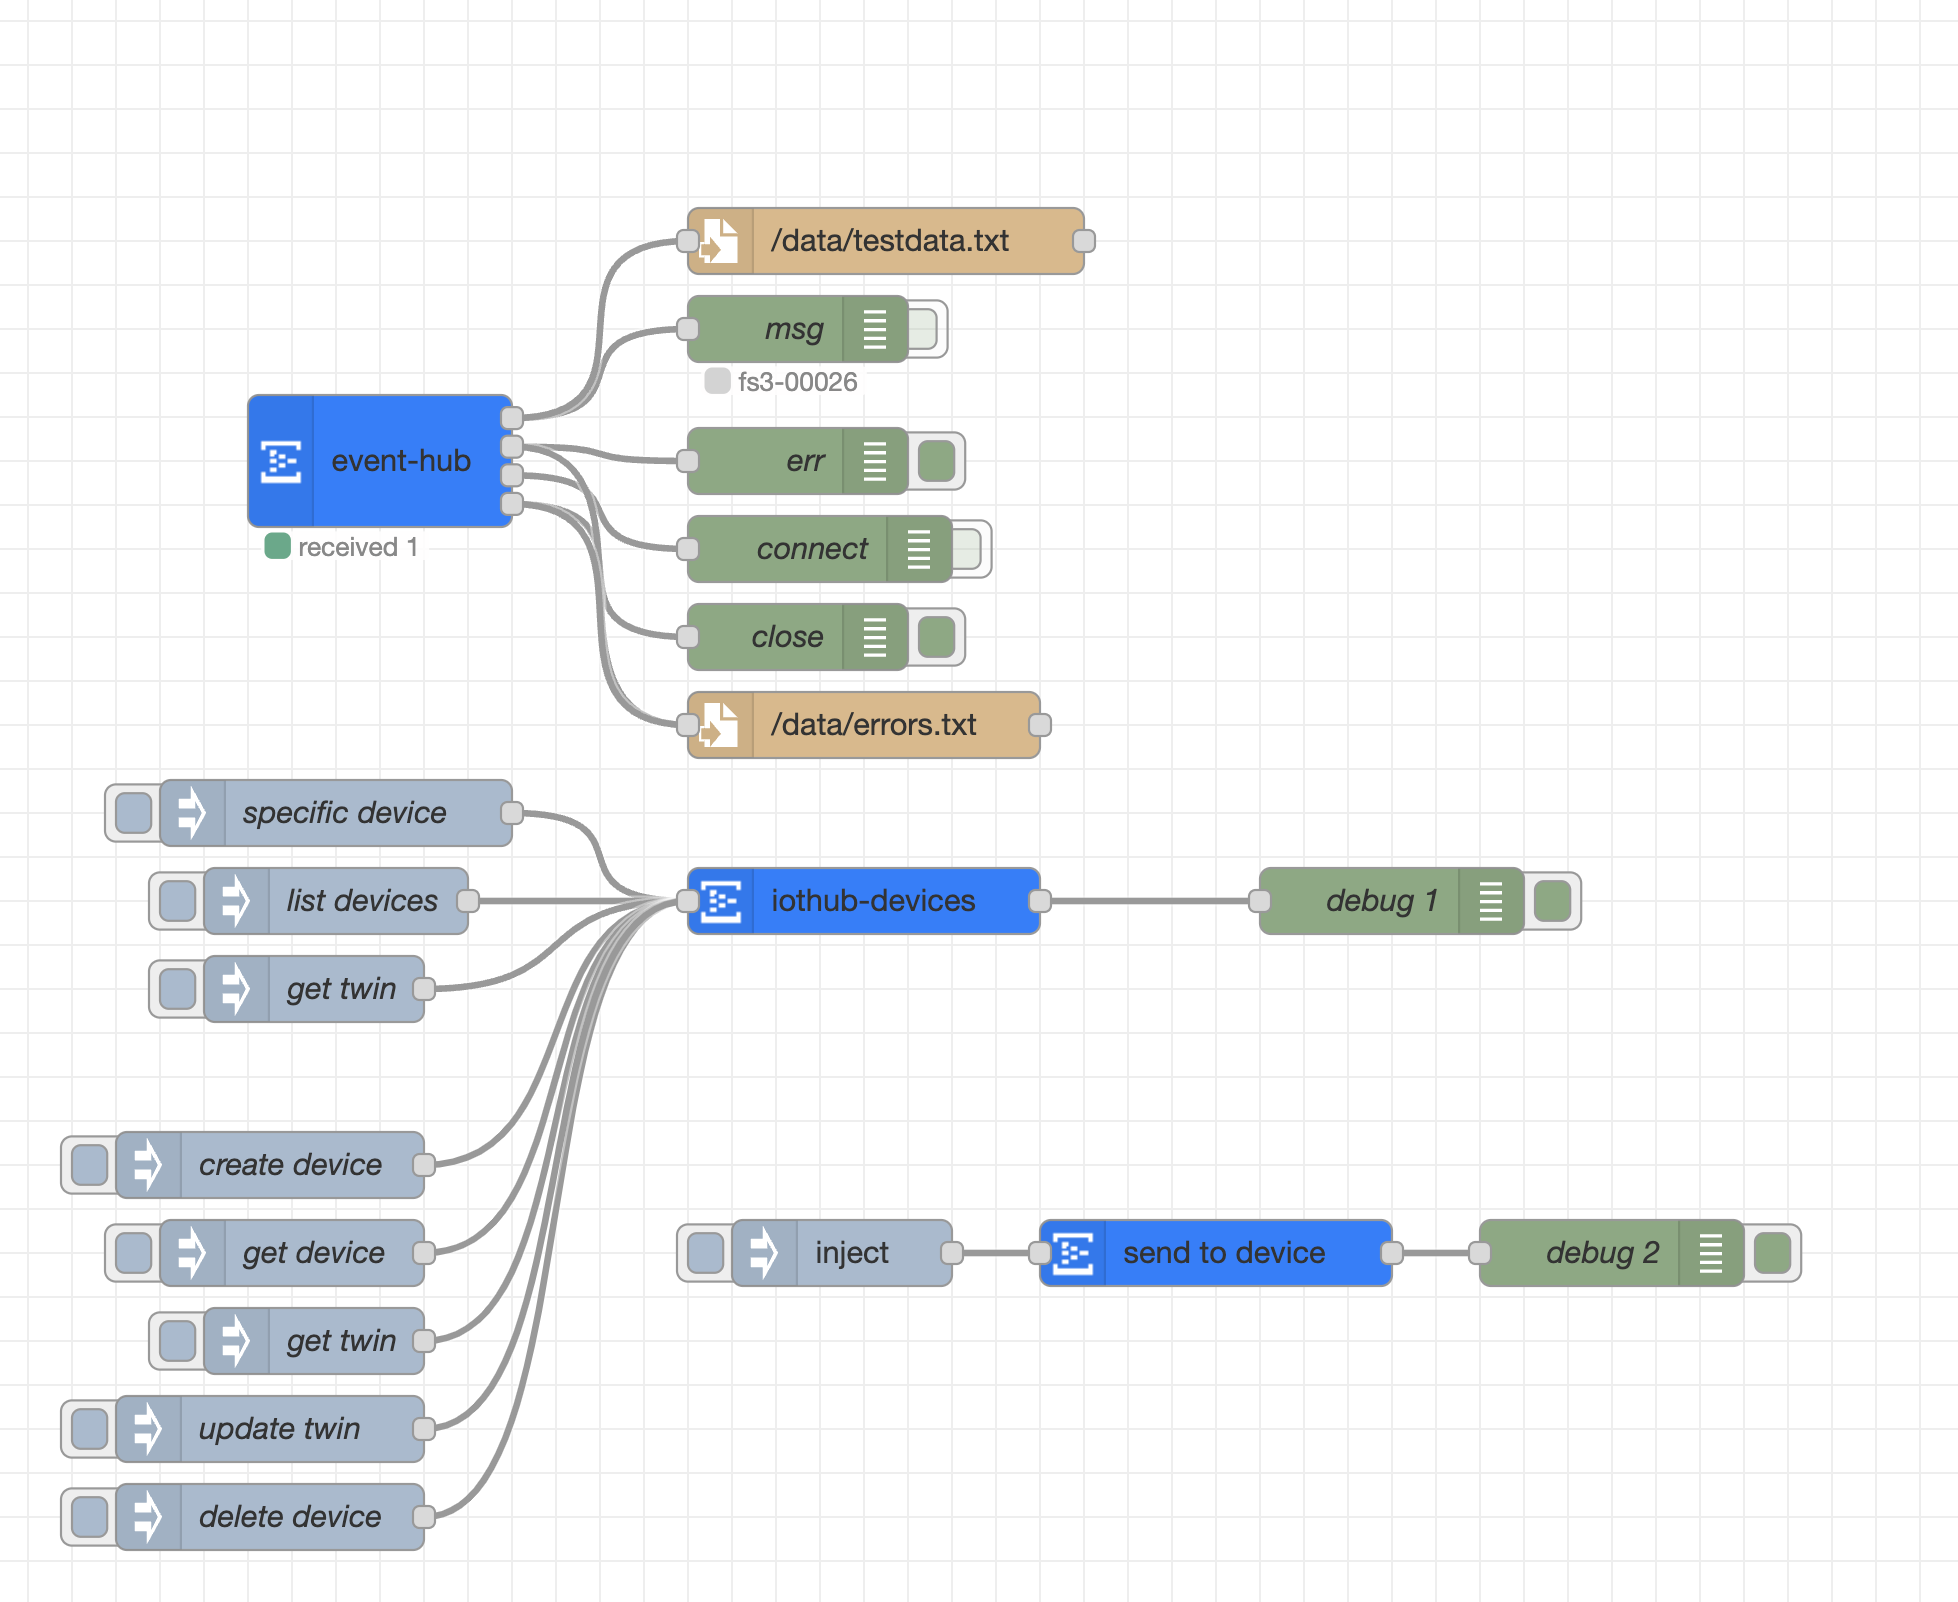 /data/testdata.txt
msg
fs3-00026
event-hub
received 1
err
connect
close
/data/errors.txt
specific device
list devices
iothub-devices
debug 1
get twin
create device
get device
inject
send to device
debug 2
get twin
update twin
delete device